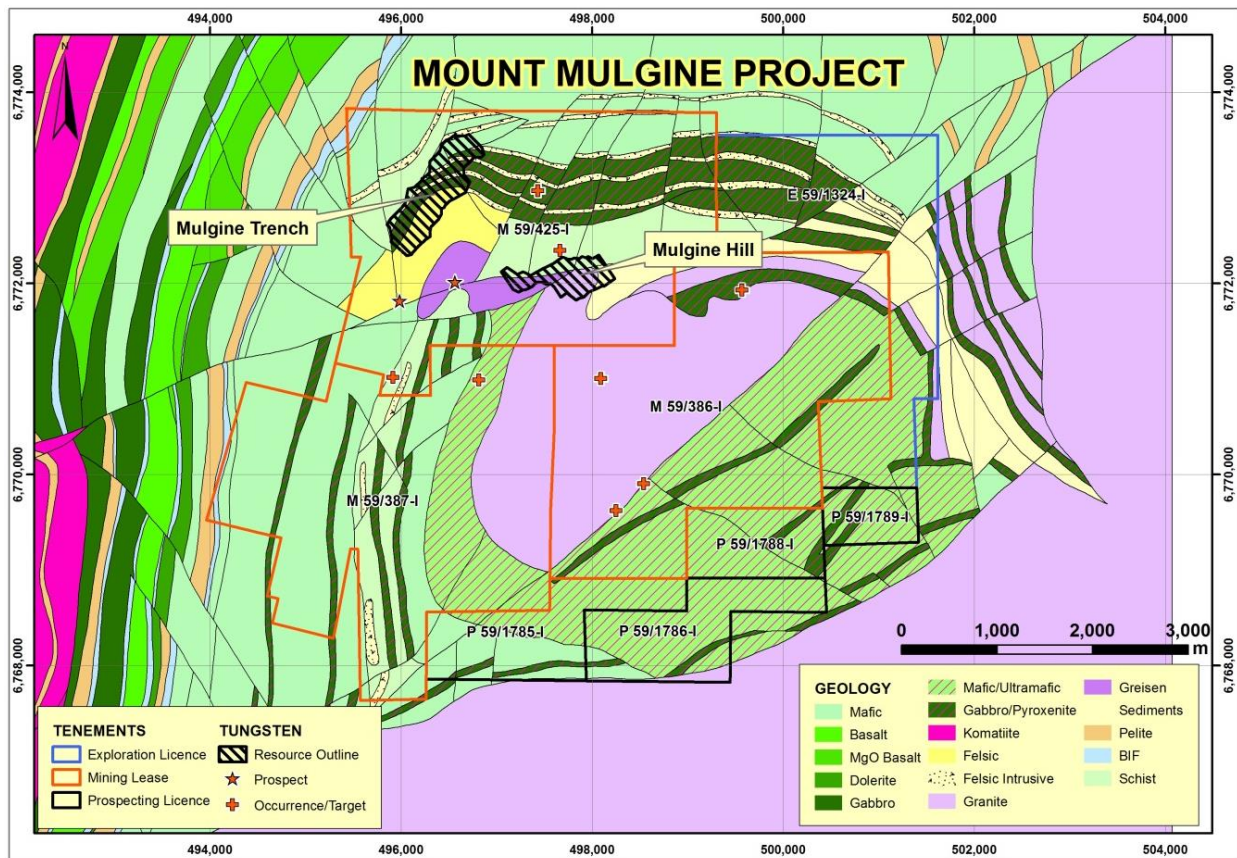 494,000 496,000 498,000 500,000 502,000 504,000
N
MOUNT MULGINE PROJECT
6,774,000 6,774,000
E 59/1324-I
Mulgine Trench
M 59/425-I
Mulgine Hill
6,772,000 6,772,000
M 59/386-I
6,770,000 6,770,000
M 59/387-I
P 59/1789-I
P 59/1788-I
P 59/1785-I
P 59/1786-I
0 1,000 2,000 3,000
m
6,768,000 6,768,000
TENEMENTS
Exploration Licence
Mining Lease
Prospecting Licence
TUNGSTEN
Resource Outline
Prospect
Occurrence/Target
GEOLOGY
Mafic
Basalt
MgO Basalt
Dolerite
Gabbro
Mafic/Ultramafic
Gabbro/Pyroxenite
Komatiite
Felsic
Felsic Intrusive
Granite
Greisen
Sediments
Pelite
BIF
Schist
494,000 496,000 498,000 500,000 502,000 504,000